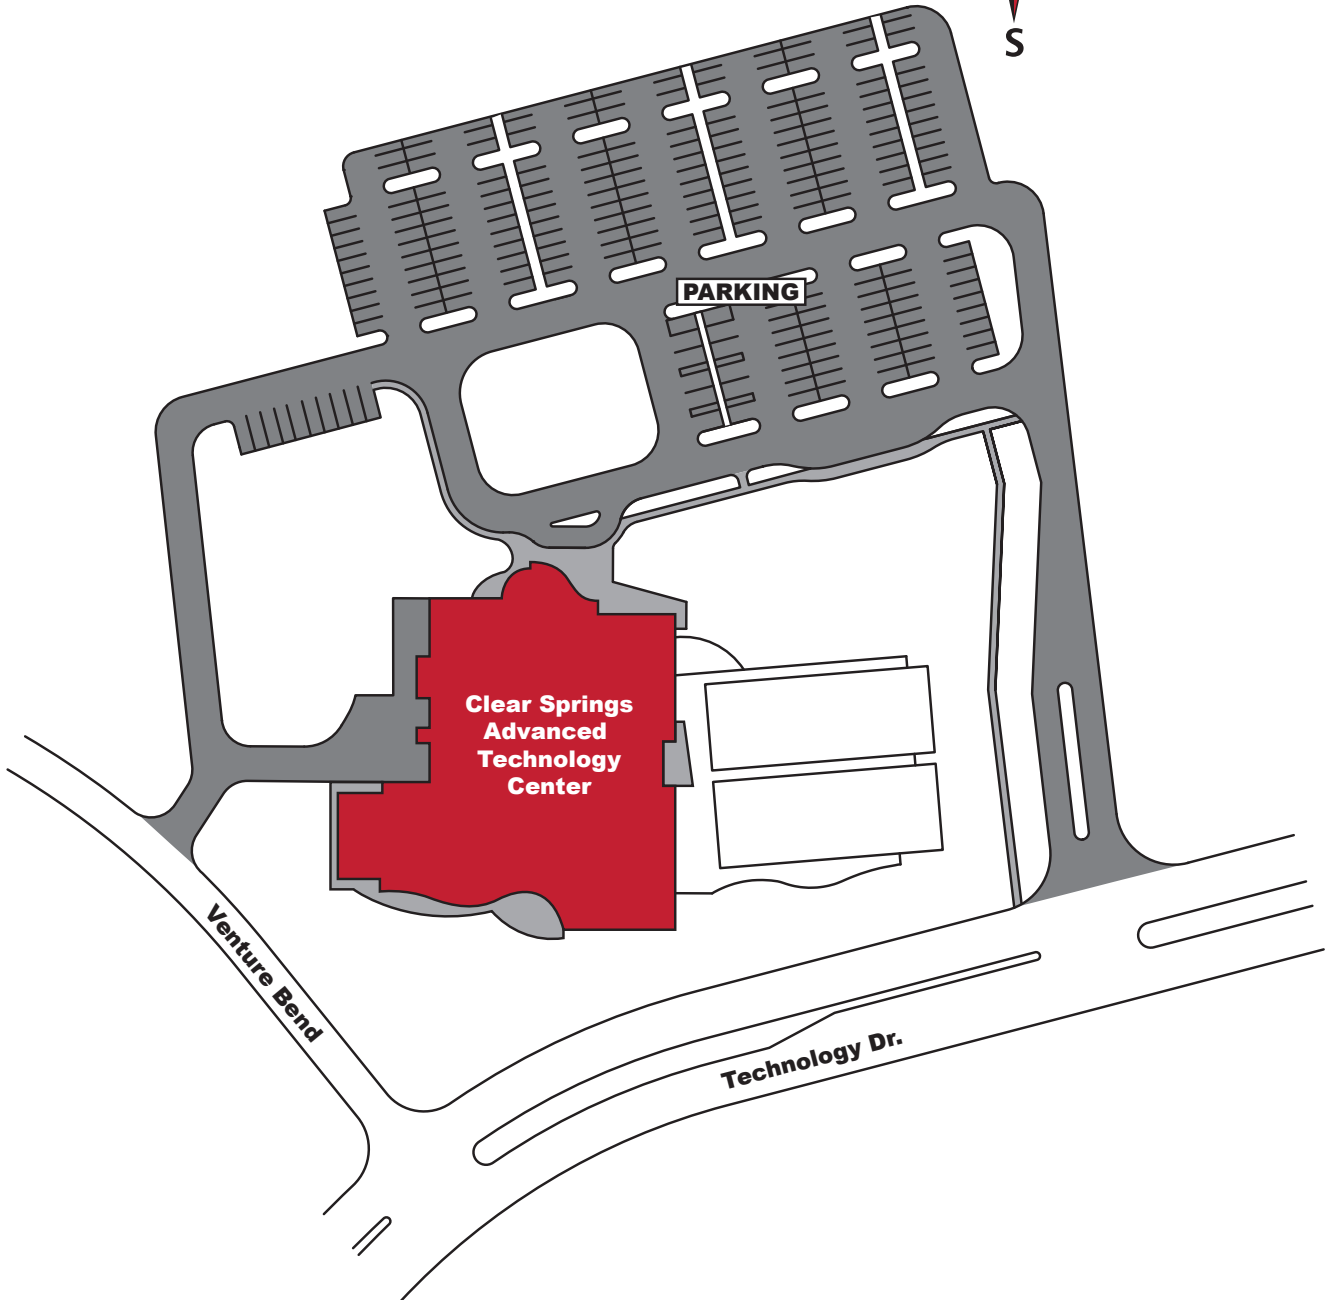 S
PARKING
Clear Springs
Advanced
Technology
Center
Venture Bend
Technology Dr.